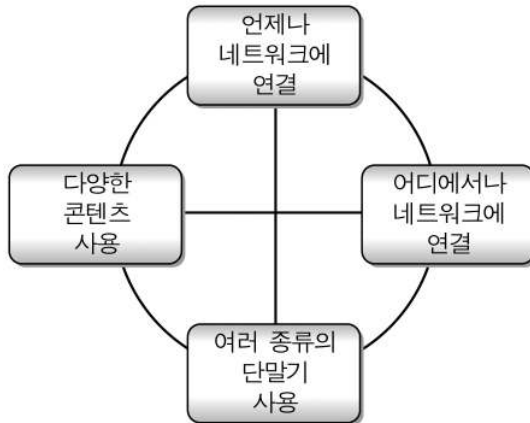 언제나
네트워크에
연결
다양한
콘텐츠
사용
어디에서나
네트워크에
연결
여러 종류의
단말기
사용